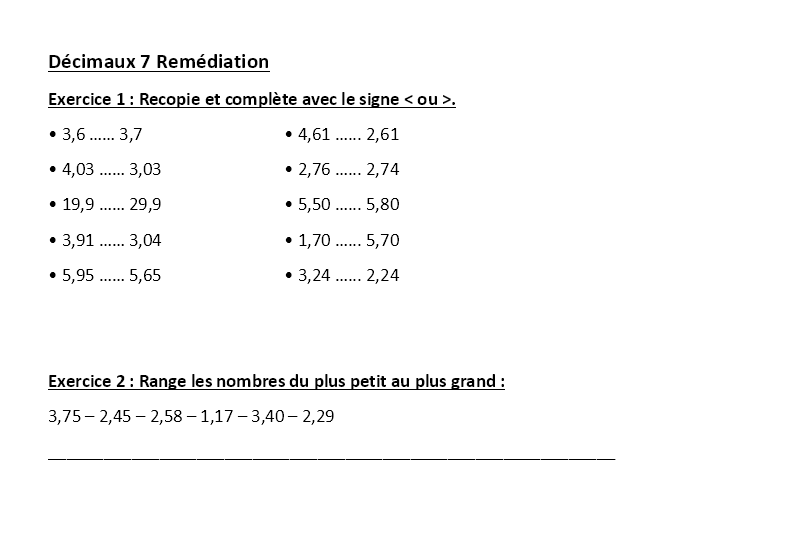 Décimaux 7 Remédiation
Exercice 1 : Recopie et complète avec le signe < ou >.
• 3,6 ...... 3,7 • 4,61 ...... 2,61
• 4,03 ...... 3,03 • 2,76 ...... 2,74
• 19,9 ...... 29,9 • 5,50 ...... 5,80
• 3,91 ...... 3,04 • 1,70 ...... 5,70
• 5,95 ...... 5,65 • 3,24 ...... 2,24
Exercice 2 : Range les nombres du plus petit au plus grand :
3,75 – 2,45 – 2,58 – 1,17 – 3,40 – 2,29